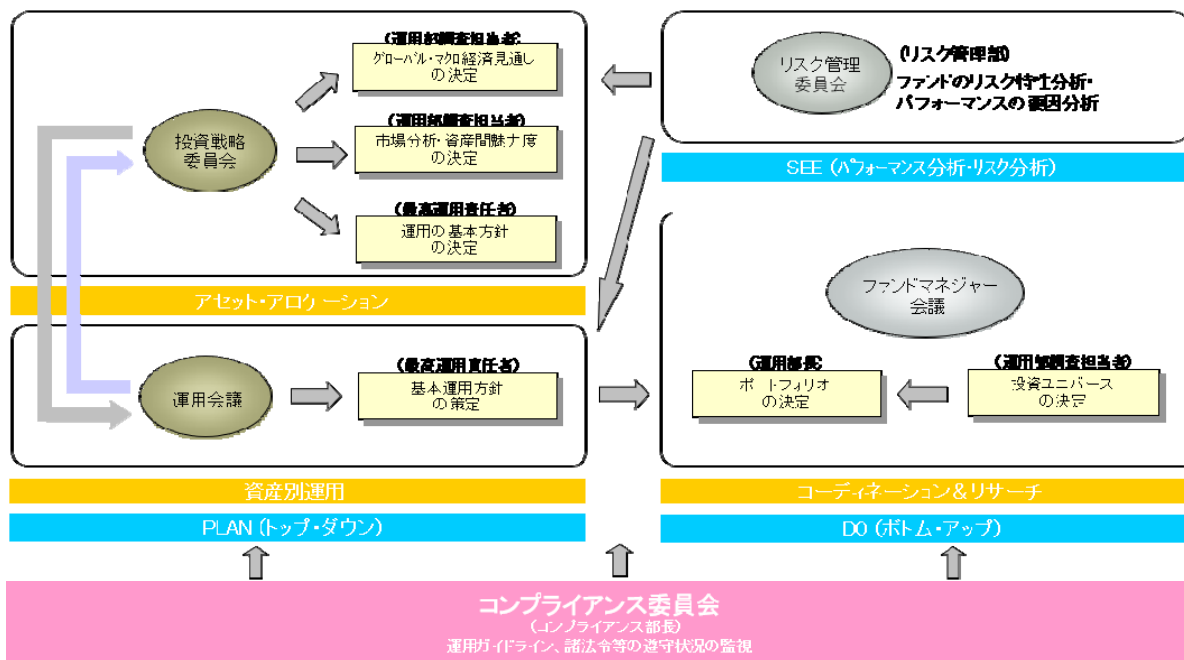 投資戦略
委員会
(運用部調査担当者)
グローバル・マクロ経済見通し
の決定
(運用部調査担当者)
市場分析・資産間魅力度
の決定
(最高運用責任者)
運用の基本方針
の決定
アセット・アロケーション
運用会議
(最高運用責任者)
基本運用方針
の策定
資産別運用
PLAN (トップ・ダウン)
リスク管理
委員会
(リスク管理部)
ファンドのリスク特性分析・
パフォーマンスの要因分析
SEE (パフォーマンス分析・リスク分析)
ファンドマネジャー
会議
(運用部長)
ポートフォリオ
の決定
(運用部調査担当者)
投資ユニバース
の決定
コーディネーション＆リサーチ
DO (ボトム・アップ)
コンプライアンス委員会
(コンプライアンス部長)
運用ガイドライン、諸法令等の遵守状況の監視